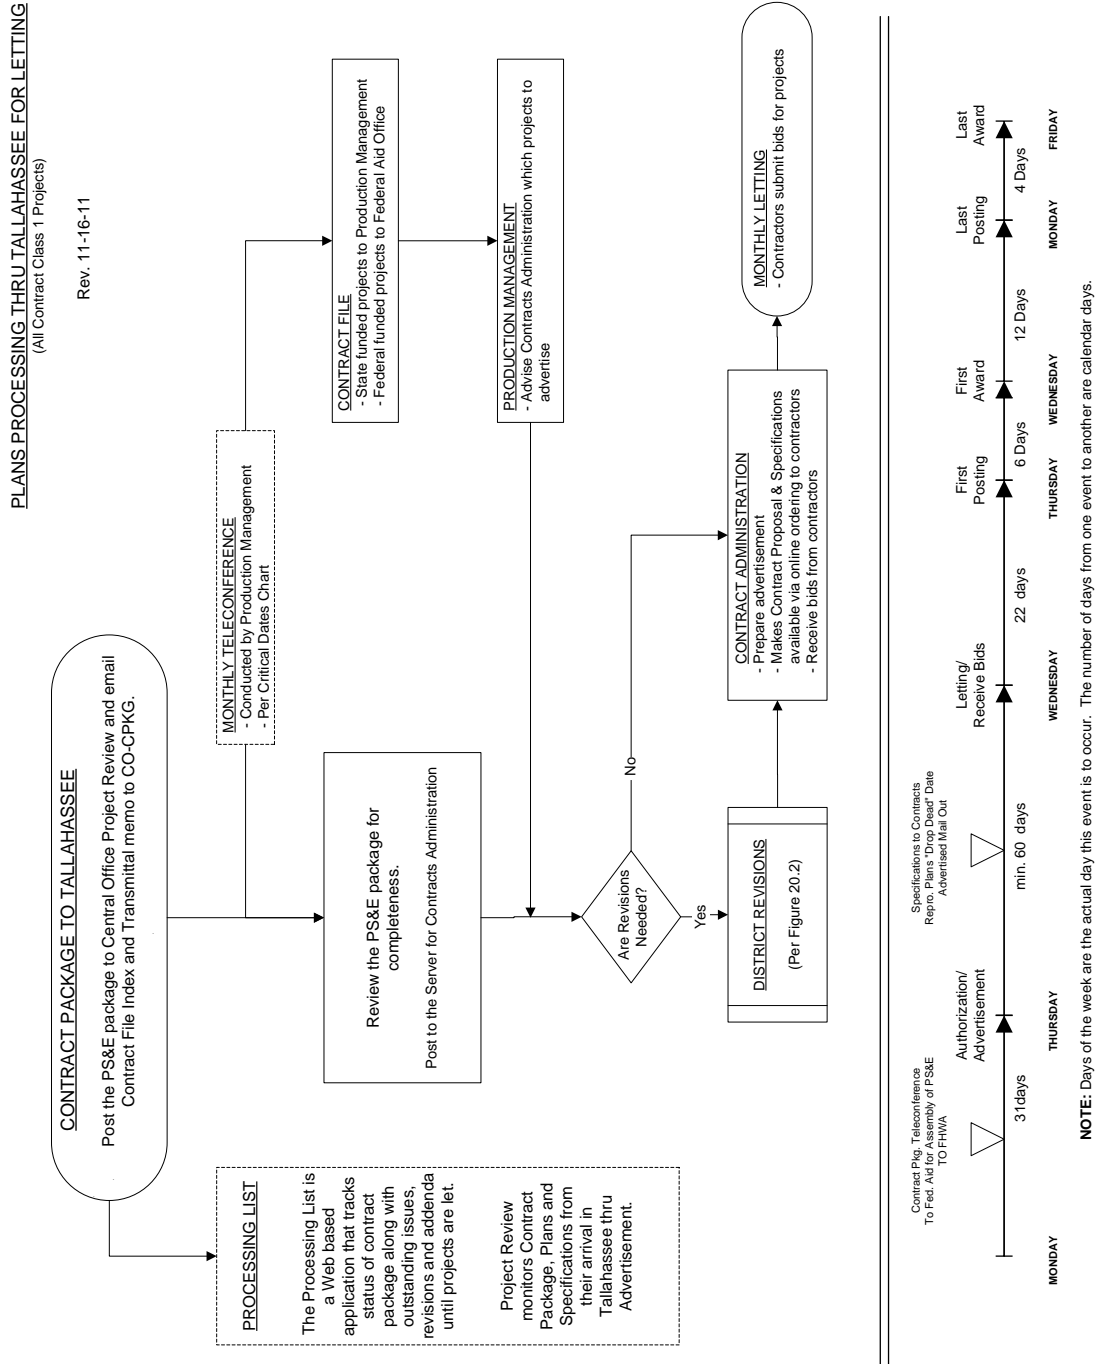 PLANS PROCESSING THRU TALLAHASSEE FOR LETTING
(All Contract Class 1 Projects)
Rev. 11-16-11
CONTRACT PACKAGE TO TALLAHASSEE
Post the PS&E package to Central Office Project Review and email
Contract File Index and Transmittal memo to CO-CPKG.
PROCESSING LIST
The Processing List is
a Web based
application that tracks
status of contract
package along with
outstanding issues,
revisions and addenda
until projects are let.
Project Review
monitors Contract
Package, Plans and
Specifications from
their arrival in
Tallahassee thru
Advertisement.
MONTHLY TELECONFERENCE
- Conducted by Production Management
- Per Critical Dates Chart
Review the PS&E package for
completeness.
Post to the Server for Contracts Administration
CONTRACT FILE
- State funded projects to Production Management
- Federal funded projects to Federal Aid Office
PRODUCTION MANAGEMENT
- Advise Contracts Administration which projects to
advertise
Are Revisions
Needed?
No
Yes
DISTRICT REVISIONS
(Per Figure 20.2)
CONTRACT ADMINISTRATION
- Prepare advertisement
- Makes Contract Proposal & Specifications
available via online ordering to contractors
- Receive bids from contractors
MONTHLY LETTING
- Contractors submit bids for projects
Contract Pkg. Teleconference
To Fed. Aid for Assembly of PS&E
TO FHWA
Authorization/
Advertisement
Specifications to Contracts
Repro. Plans "Drop Dead" Date
Advertised Mail Out
Letting/
Receive Bids
First
Posting
First
Award
Last
Posting
Last
Award
31days
min. 60 days
22 days
6 Days
12 Days
4 Days
MONDAY
THURSDAY
WEDNESDAY
THURSDAY
WEDNESDAY
MONDAY
FRIDAY
NOTE: Days of the week are the actual day this event is to occur. The number of days from one event to another are calendar days.